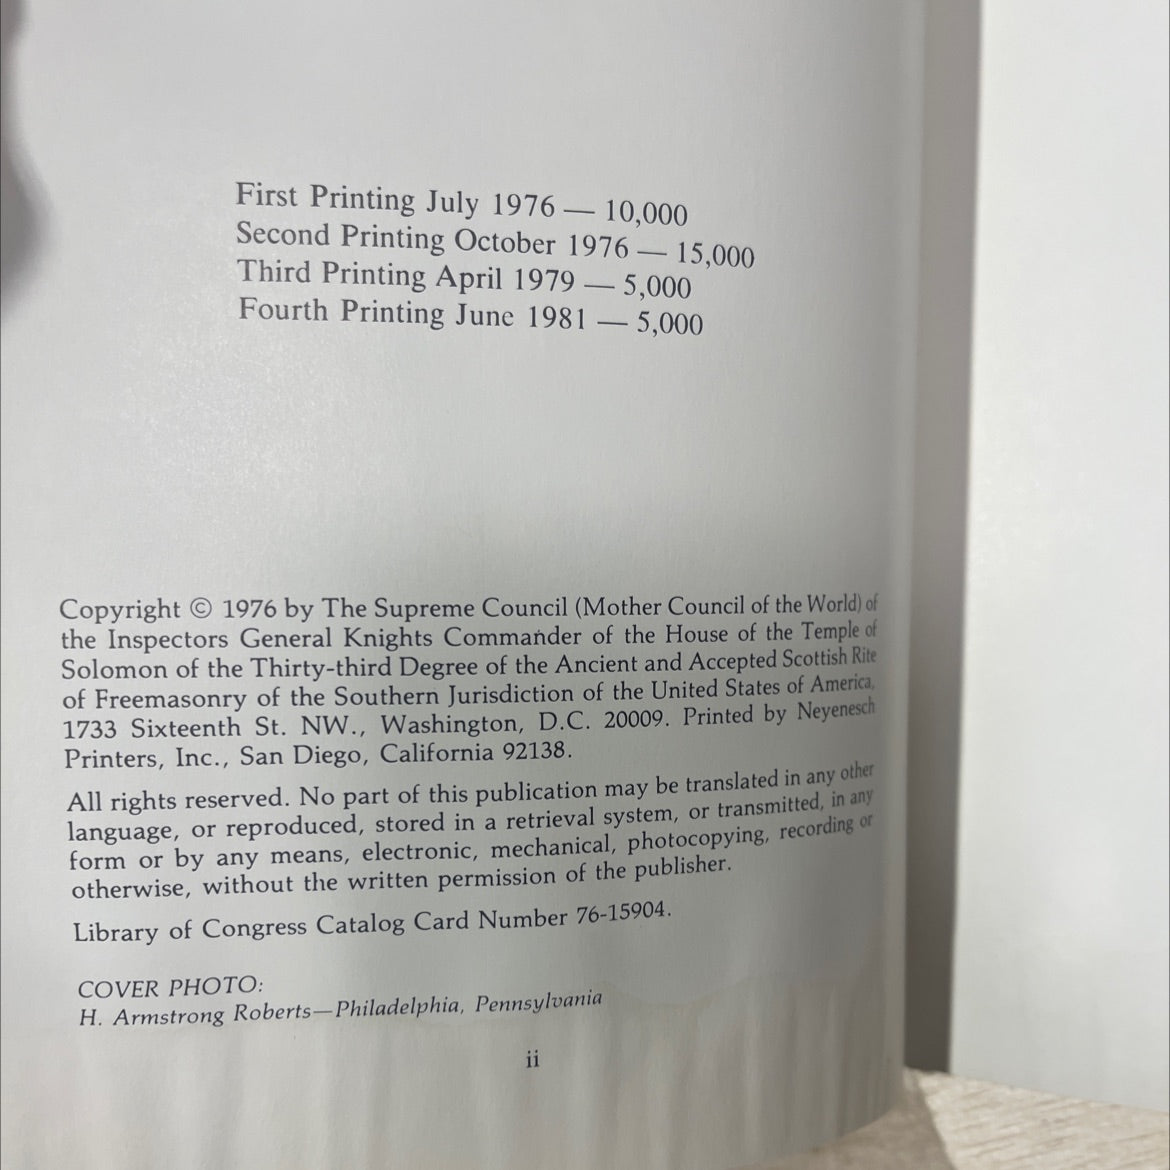 First Printing July 1976 — 10,000
Second Printing October 1976 — 15,000
Third Printing April 1979 — 5,000
Fourth Printing June 1981 — 5,000
Copyright © 1976 by The Supreme Council (Mother Council of the World) of
the Inspectors General Knights Commander of the House of the Temple of
Solomon of the Thirty-third Degree of the Ancient and Accepted Scottish Rite
of Freemasonry of the Southern Jurisdiction of the United States of America,
1733 Sixteenth St. NW., Washington, D.C. 20009. Printed by Neyenesch
Printers, Inc., San Diego, California 92138.
All rights reserved. No part of this publication may be translated in any other
language, or reproduced, stored in a retrieval system, or transmitted, in any
form or by any means, electronic, mechanical, photocopying, recording or
otherwise, without the written permission of the publisher.
Library of Congress Catalog Card Number 76-15904.
COVER PHOTO:
H. Armstrong Roberts—Philadelphia, Pennsylvania
ii